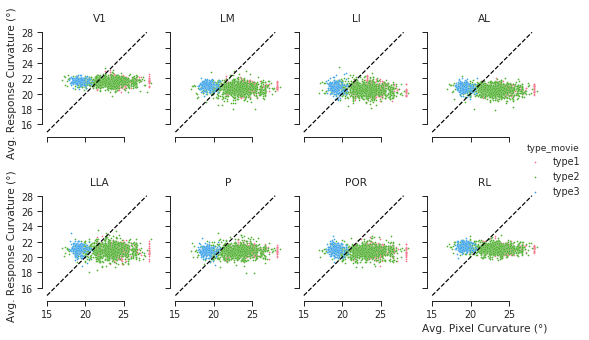 V1 LM LI AL
Avg. Response Curvature (°)
28
26
24
22
20
18
16
type_movie
type1
type2
type3
LLA P POR RL
Avg. Response Curvature (°)
28
26
24
22
20
18
16
15 20 25 15 20 25 15 20 25 15 20 25
Avg. Pixel Curvature (°)